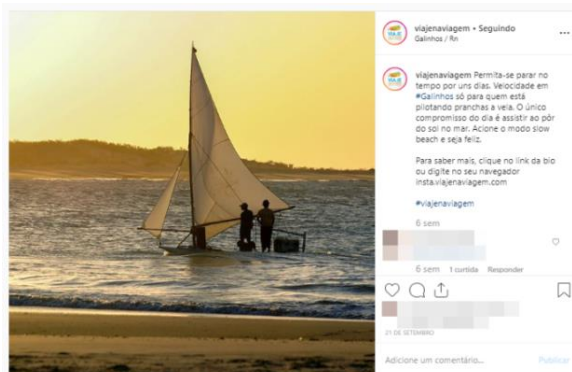 viajenaviagem • Seguindo
Galinhos / Rn
viajenaviagem Permita-se parar no
tempo por uns dias. Velocidade em
#Galinhos só para quem está
pilotando pranchas a vela. O único
compromisso do dia é assistir ao pôr
do sol no mar. Acione o modo slow
beach e seja feliz.
Para saber mais, clique no link da bio
ou digite no seu navegador
insta.viajenaviagem.com
#viajenaviagem
6 sem
6 sem 1 curtida Responder
21 DE SETEMBRO
Adicione um comentário... Publicar